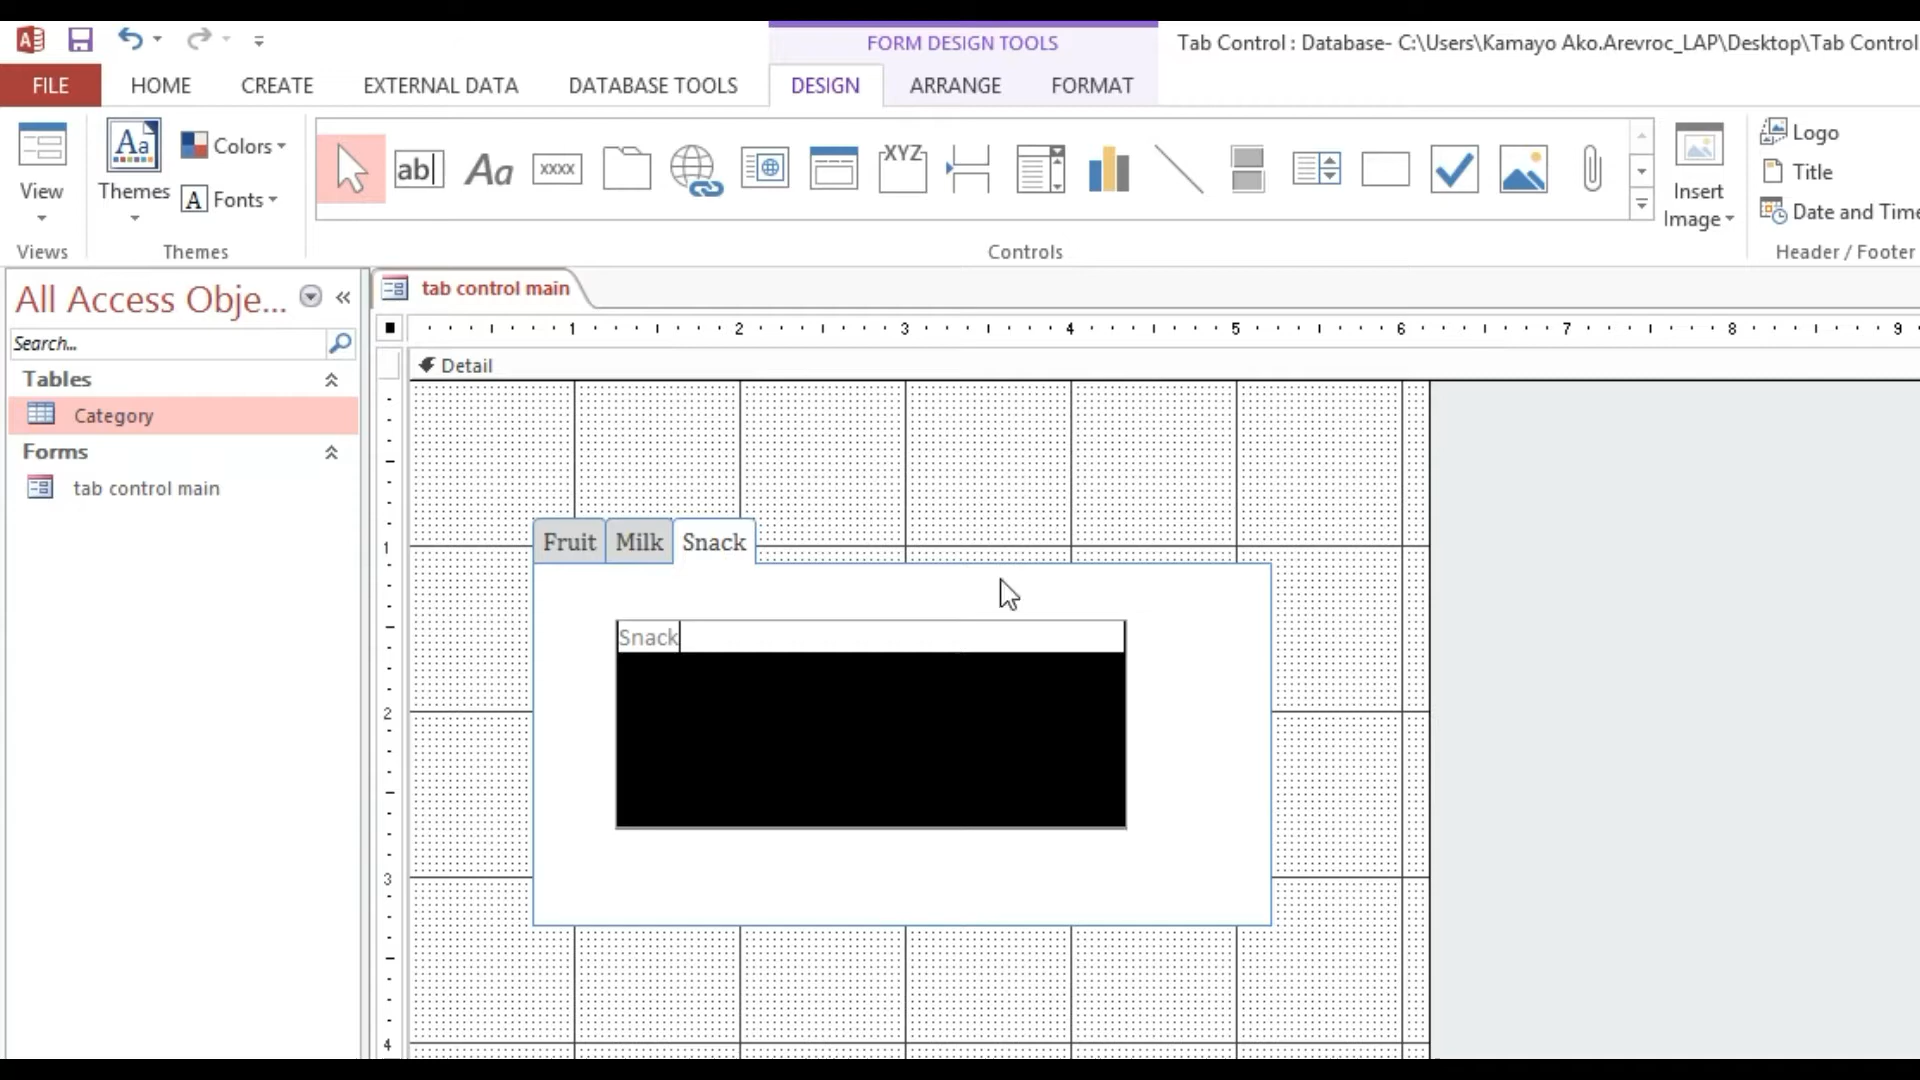 FORM DESIGN TOOLS
Tab Control : Database- C:\Users\Kamayo Ako.Arevroc_LAP\Desktop\Tab Control
FILE HOME CREATE EXTERNAL DATA DATABASE TOOLS DESIGN ARRANGE FORMAT
View
Views
Aa
Themes
Colors
A Fonts
Themes
ab|
Aa
xxxx
XYZ
Controls
Insert
Image
Logo
Title
Date and Time
Header / Footer
All Access Obje...
Search...
Tables
Category
Forms
tab control main
tab control main
1 2 3 4 5 6 7 8 9
Detail
1
2
3
4
Fruit Milk Snack
Snack